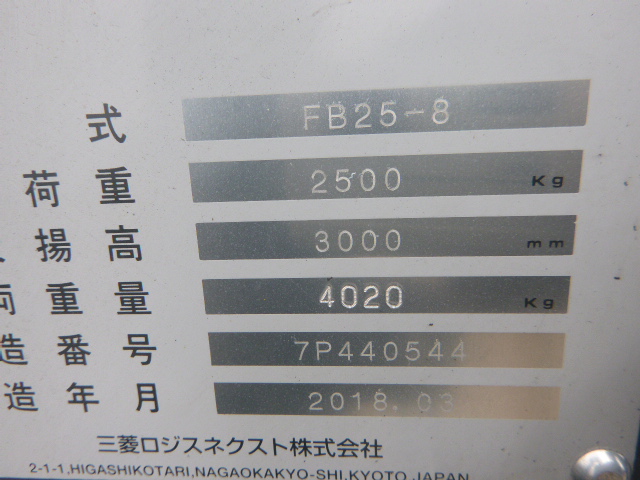 式 FB25-8
荷重 2500 Kg
揚高 3000 mm
両重量 4020 Kg
造番号 7P440544
造年月 2018.03
三菱ロジスネクスト株式会社
2-1-1,HIGASHIKOTARI,NAGAOKAKYO-SHI,KYOTO JAPAN